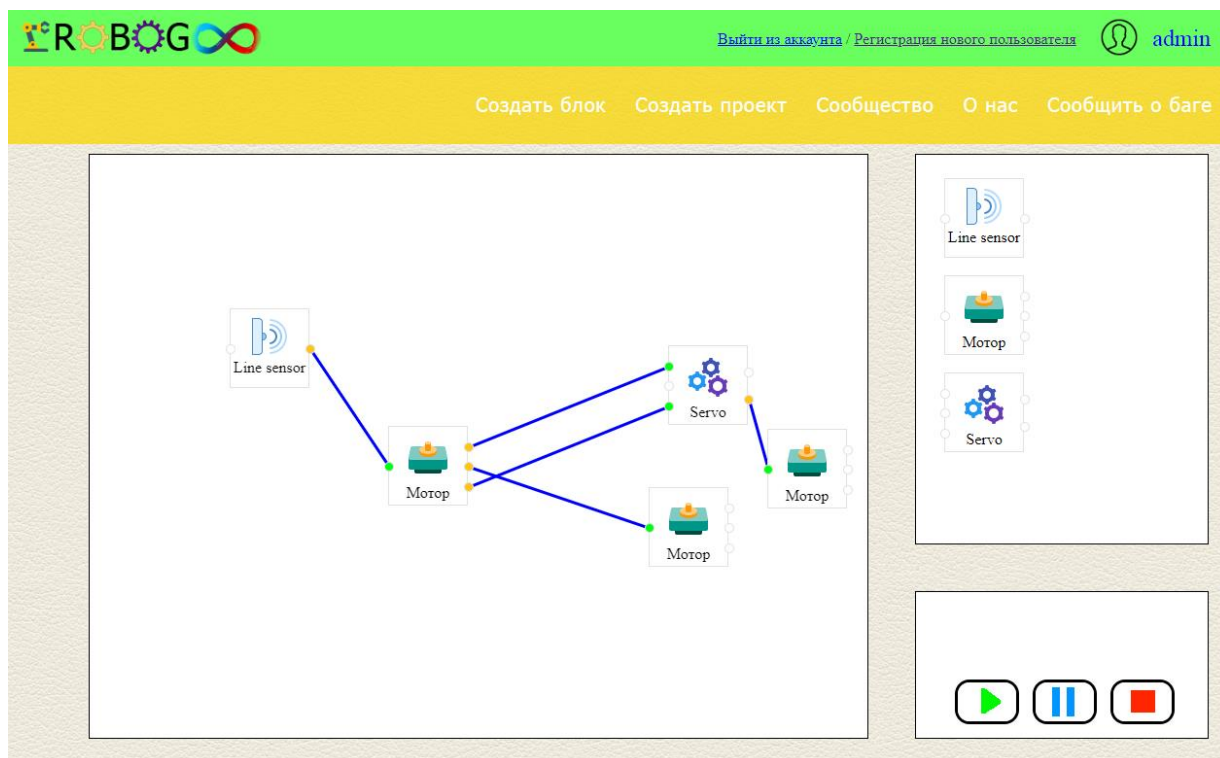 ROBOGO
Выйти из аккаунта / Регистрация нового пользователя admin
Создать блок Создать проект Сообщество О нас Сообщить о баге
Line sensor
Мотор
Servo
Мотор
Мотор
Line sensor
Мотор
Servo